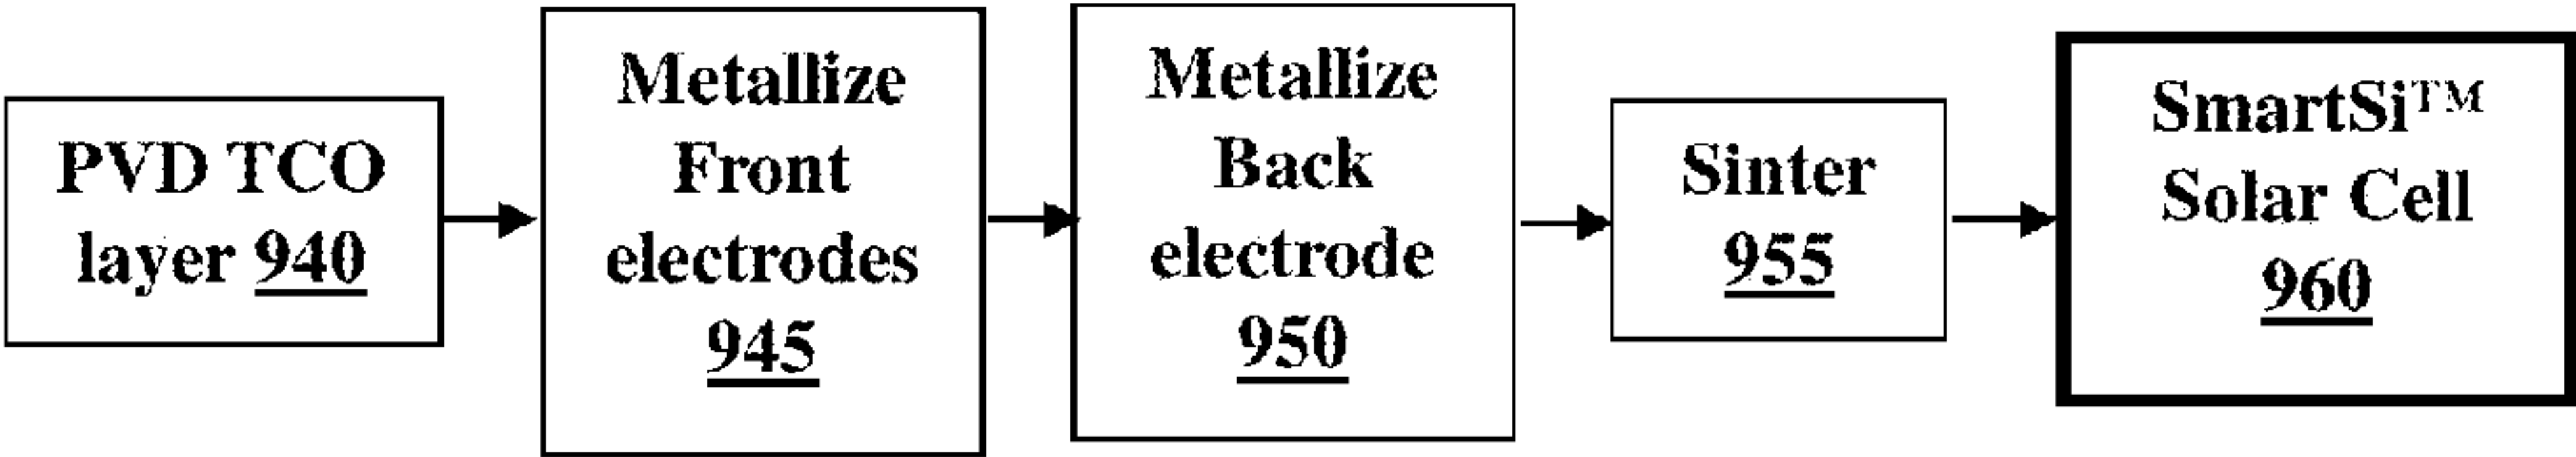 PVD TCO
layer 940
Metallize
Front
electrodes
945
Metallize
Back
electrode
950
Sinter
955
SmartSi™
Solar Cell
960